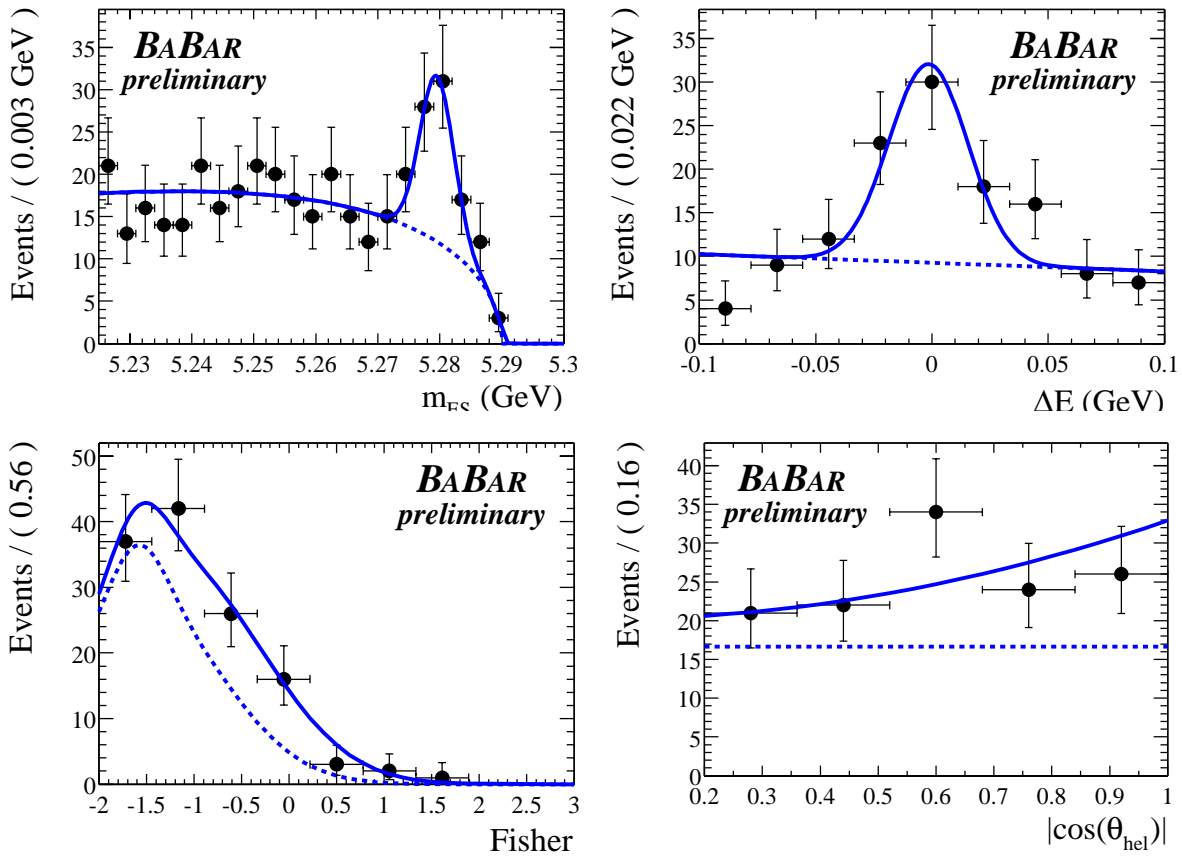 BABAR
preliminary
Events / ( 0.003 GeV )
35
30
25
20
15
10
5
0
5.23 5.24 5.25 5.26 5.27 5.28 5.29 5.3
m_ES (GeV)
BABAR
preliminary
Events / ( 0.022 GeV )
35
30
25
20
15
10
5
0
-0.1 -0.05 0 0.05 0.1
ΔE (GeV)
BABAR
preliminary
Events / ( 0.56 )
50
40
30
20
10
0
-2 -1.5 -1 -0.5 0 0.5 1 1.5 2 2.5 3
Fisher
BABAR
preliminary
Events / ( 0.16 )
40
35
30
25
20
15
10
5
0
0.2 0.3 0.4 0.5 0.6 0.7 0.8 0.9 1
|cos(θ_hel)|